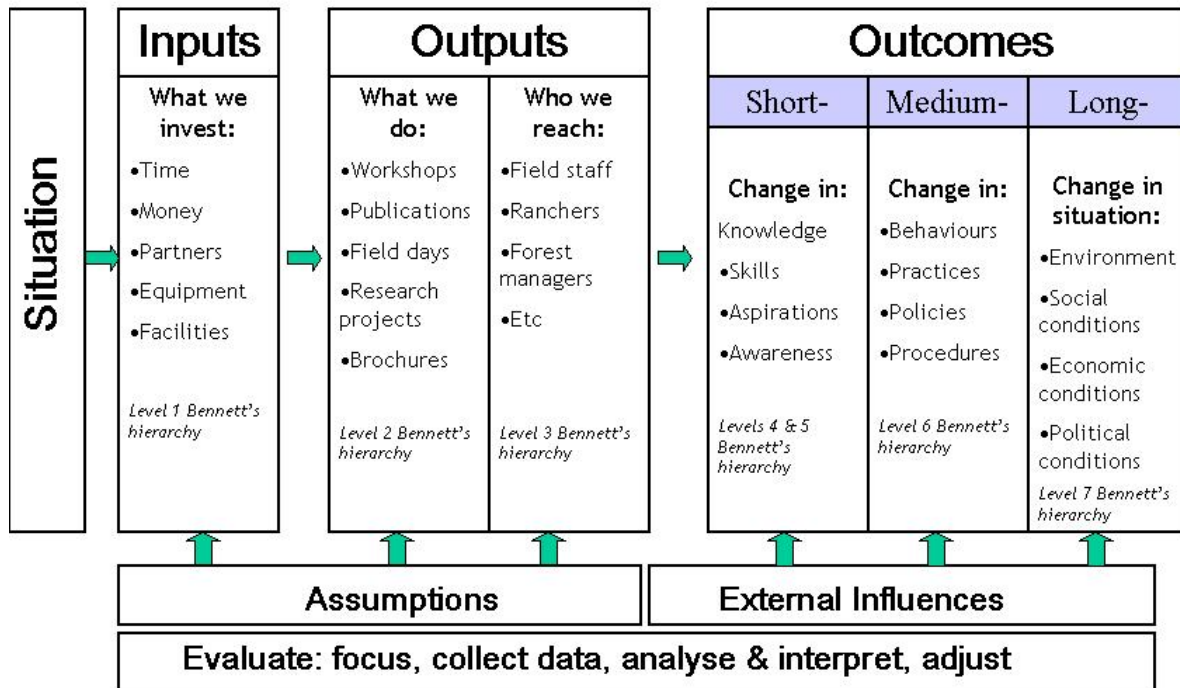 Situation
Inputs
What we
invest:
•Time
•Money
•Partners
•Equipment
•Facilities
Level 1 Bennett's
hierarchy
Outputs
What we
do:
•Workshops
•Publications
•Field days
•Research
projects
•Brochures
Level 2 Bennett's
hierarchy
Who we
reach:
•Field staff
•Ranchers
•Forest
managers
•Etc
Level 3 Bennett's
hierarchy
Outcomes
Short-
Change in:
Knowledge
•Skills
•Aspirations
•Awareness
Levels 4 & 5
Bennett's
hierarchy
Medium-
Change in:
•Behaviours
•Practices
•Policies
•Procedures
Level 6 Bennett's
hierarchy
Long-
Change in
situation:
•Environment
•Social
conditions
•Economic
conditions
•Political
conditions
Level 7 Bennett's
hierarchy
Assumptions
External Influences
Evaluate: focus, collect data, analyse & interpret, adjust